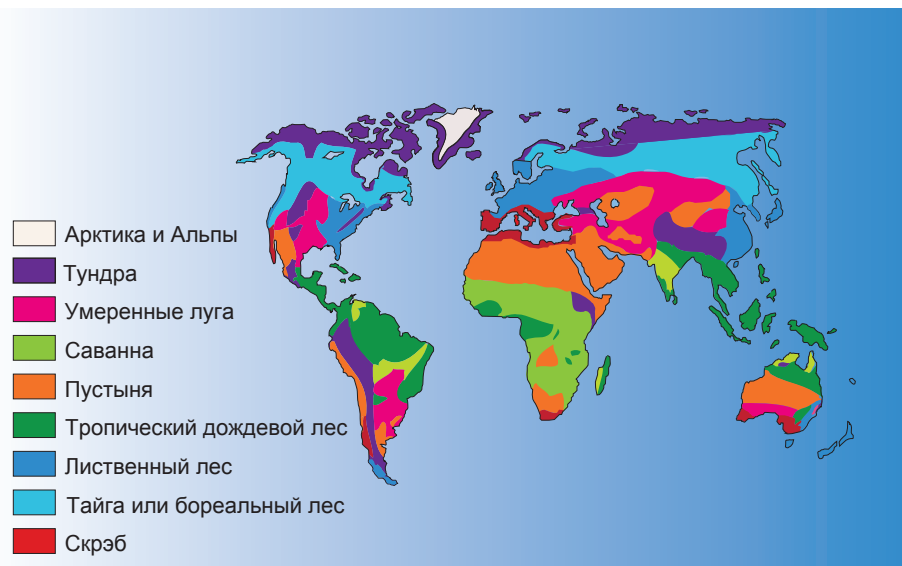 Арктика и Альпы
Тундра
Умеренные луга
Саванна
Пустыня
Тропический дождевой лес
Лиственный лес
Тайга или бореальный лес
Скрэб